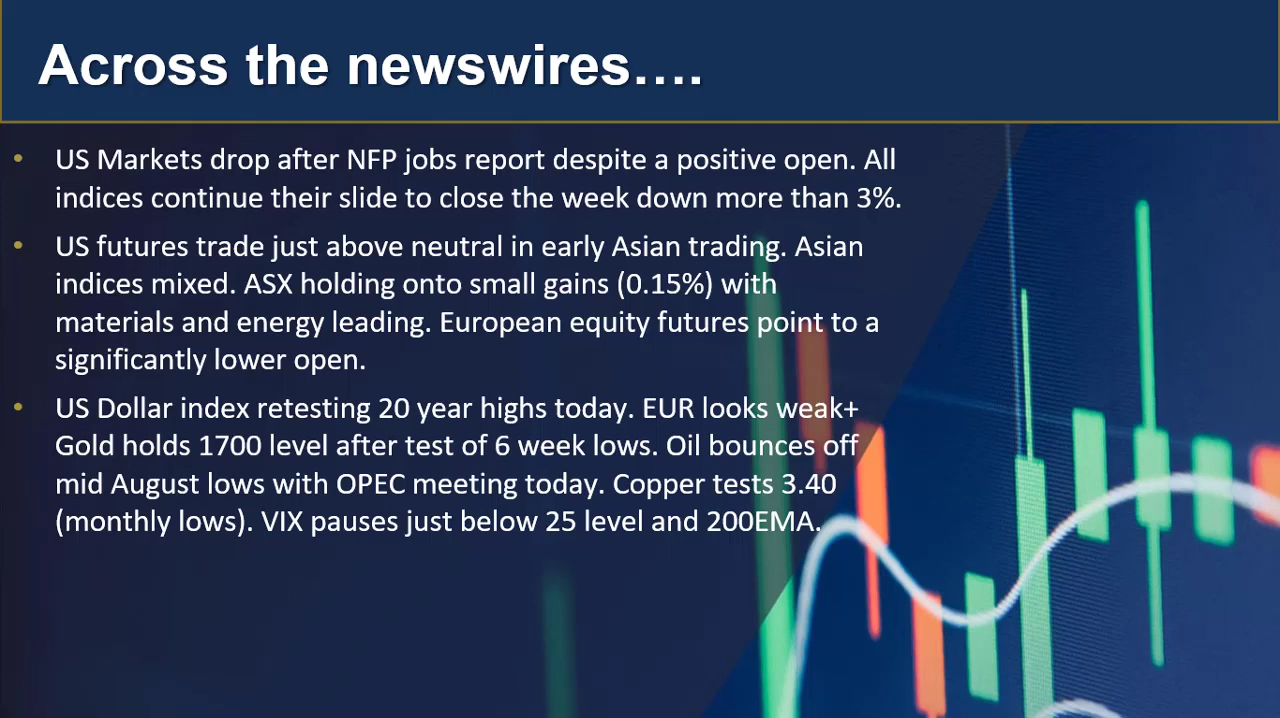 Across the newswires….
• US Markets drop after NFP jobs report despite a positive open. All
indices continue their slide to close the week down more than 3%.
• US futures trade just above neutral in early Asian trading. Asian
indices mixed. ASX holding onto small gains (0.15%) with
materials and energy leading. European equity futures point to a
significantly lower open.
• US Dollar index retesting 20 year highs today. EUR looks weak+
Gold holds 1700 level after test of 6 week lows. Oil bounces off
mid August lows with OPEC meeting today. Copper tests 3.40
(monthly lows). VIX pauses just below 25 level and 200EMA.